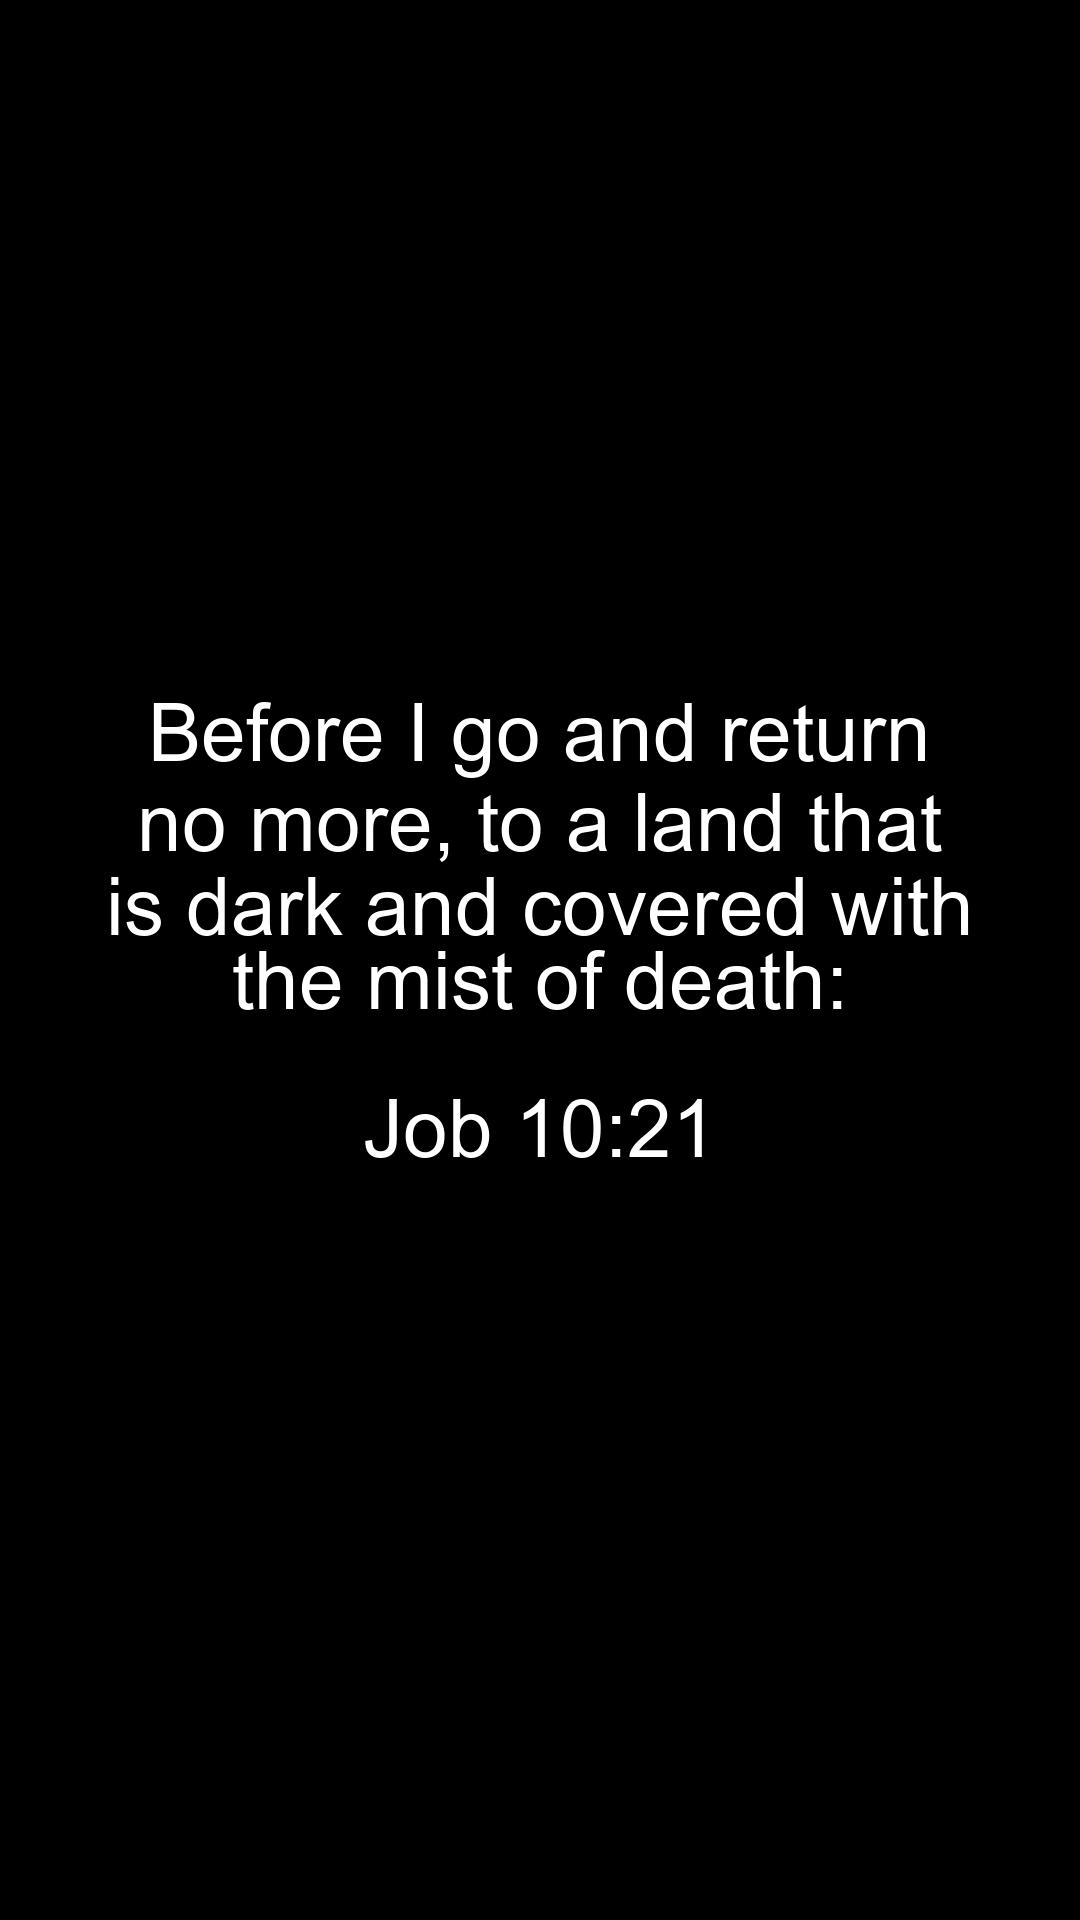 Before I go and return
no more, to a land that
is dark and covered with
the mist of death:
Job 10:21